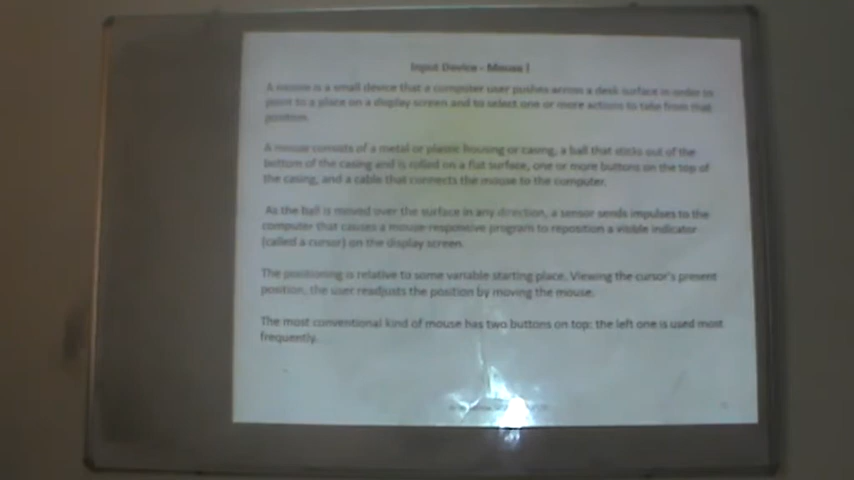 Input Device - Mouse I
A mouse is a small device that a computer user pushes across a desk surface in order to
point to a place on a display screen and to select one or more actions to take from that
position.
A mouse consists of a metal or plastic housing or casing, a ball that sticks out of the
bottom of the casing and is rolled on a flat surface, one or more buttons on the top of
the casing, and a cable that connects the mouse to the computer.
As the ball is moved over the surface in any direction, a sensor sends impulses to the
computer that causes a mouse-responsive program to reposition a visible indicator
(called a cursor) on the display screen.
The positioning is relative to some variable starting place. Viewing the cursor's present
position, the user readjusts the position by moving the mouse.
The most conventional kind of mouse has two buttons on top: the left one is used most
frequently.